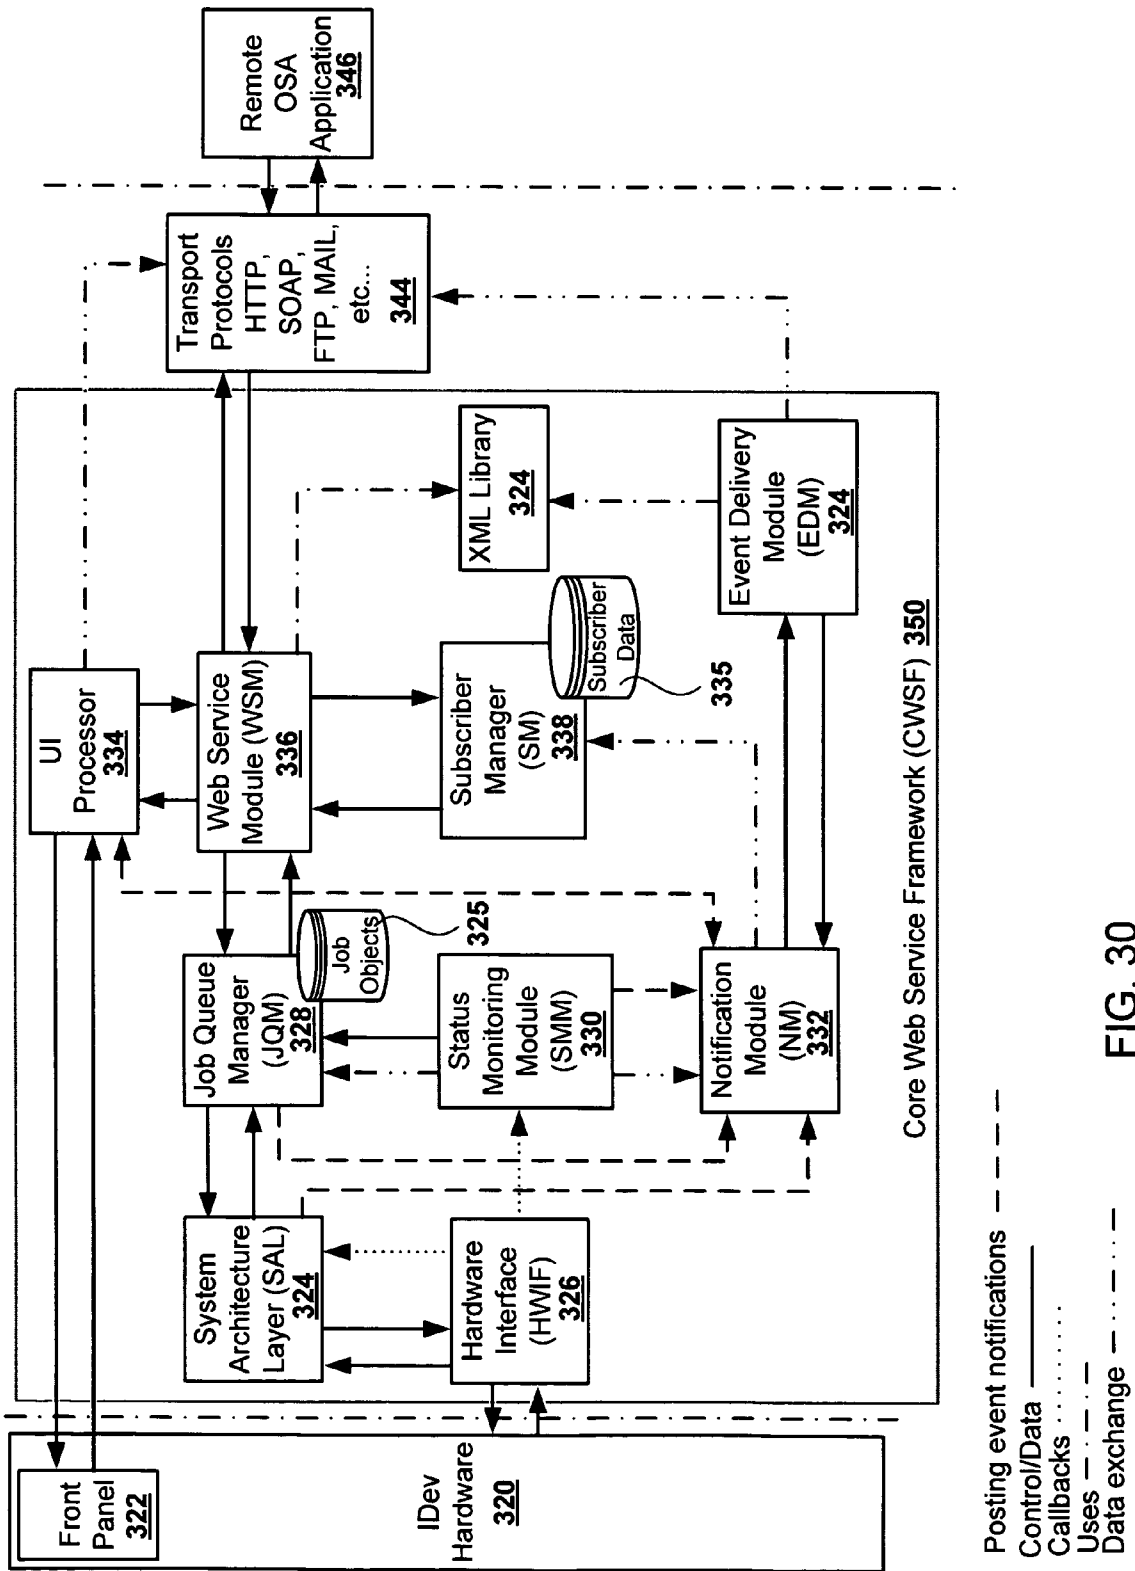 Front
Panel
322
IDev
Hardware
320
System
Architecture
Layer (SAL)
324
Hardware
Interface
(HWIF)
326
Job Queue
Manager
(JQM)
328
Job
Objects
325
Status
Monitoring
Module
(SMM)
330
Notification
Module
(NM)
332
UI
Processor
334
Web Service
Module (WSM)
336
Subscriber
Manager
(SM)
338
Subscriber
Data
335
XML Library
324
Event Delivery
Module
(EDM)
324
Core Web Service Framework (CWSF) 350
Transport
Protocols
HTTP,
SOAP,
FTP, MAIL,
etc...
344
Remote
OSA
Application
346
Posting event notifications
Control/Data
Callbacks
Uses
Data exchange
FIG. 30